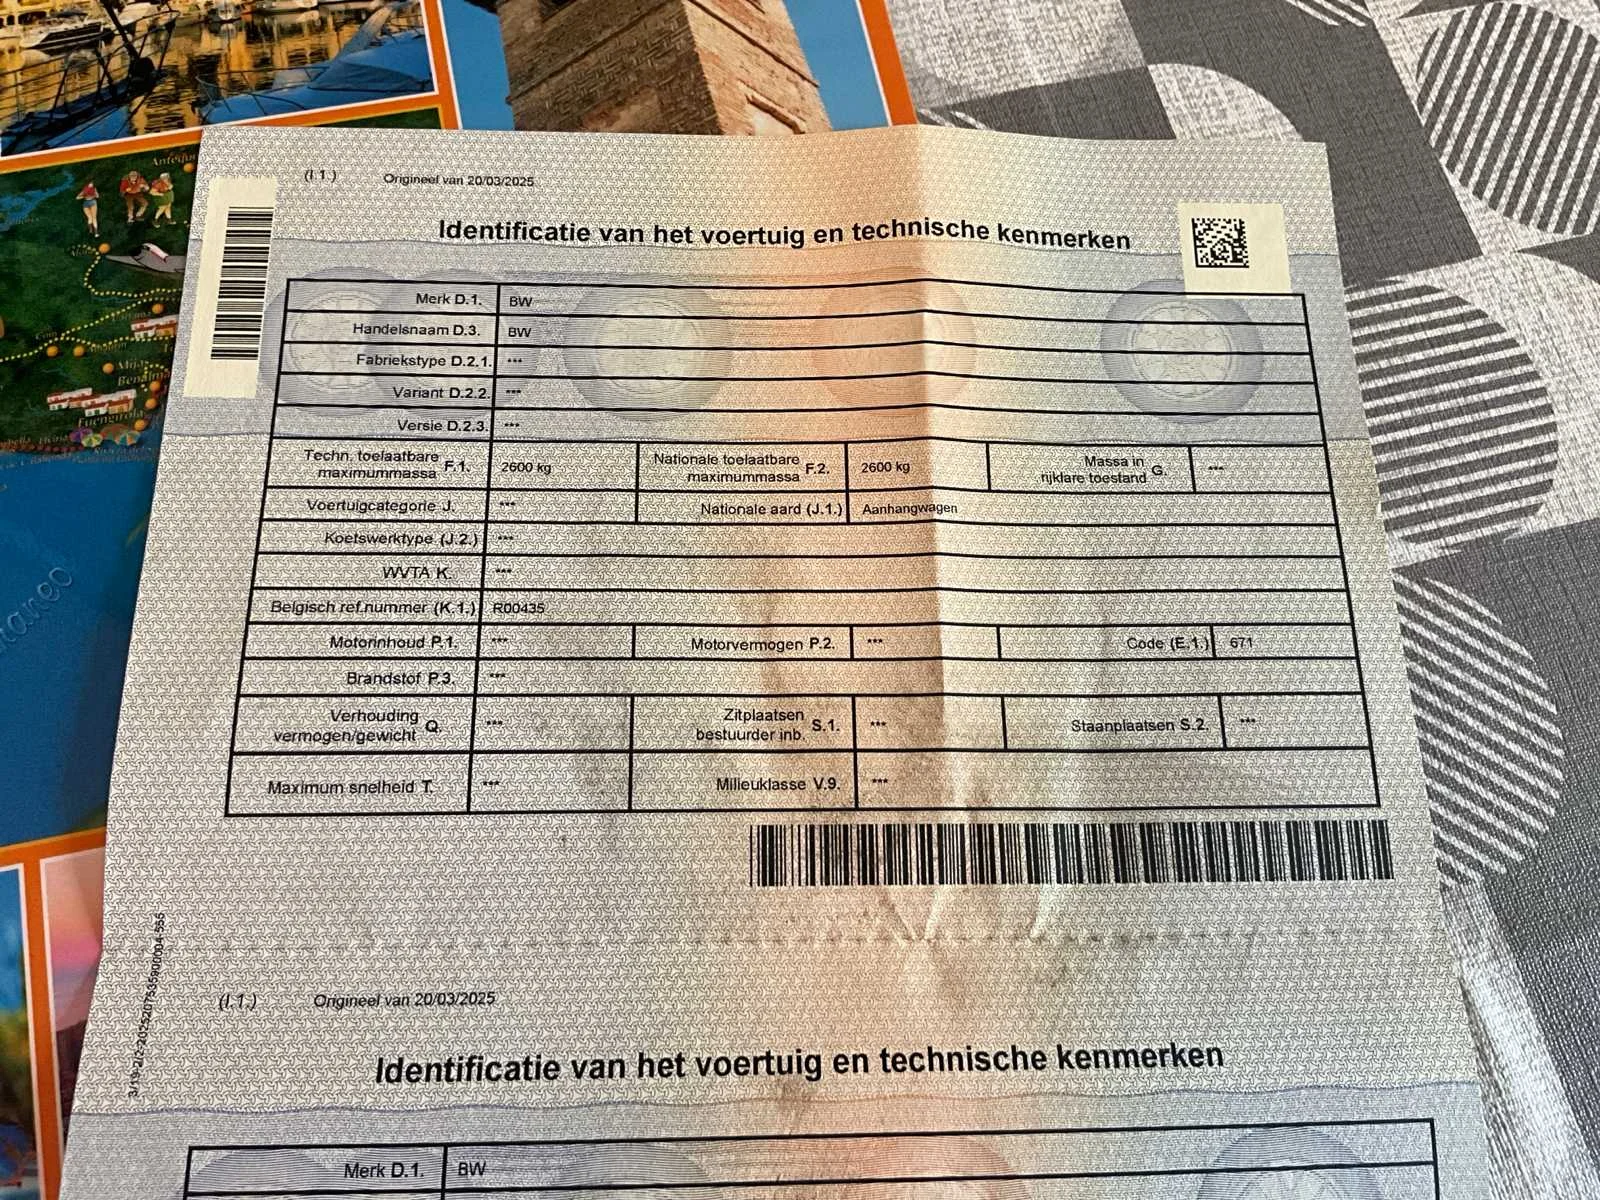 Antequ
Benalm
Fuengirola
(I.1.) Origineel van 20/03/2025
Identificatie van het voertuig en technische kenmerken
Merk D.1. BW
Handelsnaam D.3. BW
Fabriekstype D.2.1. ***
Variant D.2.2. ***
Versie D.2.3. ***
Techn. toelaatbare maximummassa F.1. 2600 kg Nationale toelaatbare maximummassa F.2. 2600 kg Massa in rijklare toestand G. ***
Voertuigcategorie J. *** Nationale aard (J.1.) Aanhangwagen
Koetswerktype (J.2.) ***
WVTA K. ***
Belgisch ref.nummer (K.1.) R00435
Motorinhoud P.1. *** Motorvermogen P.2. *** Code (E.1.) 671
Brandstof P.3. ***
Verhouding vermogen/gewicht Q. *** Zitplaatsen bestuurder inb. S.1. *** Staanplaatsen S.2. ***
Maximum snelheid T. *** Milieuklasse V.9. ***
(I.1.) Origineel van 20/03/2025
Identificatie van het voertuig en technische kenmerken
Merk D.1. BW